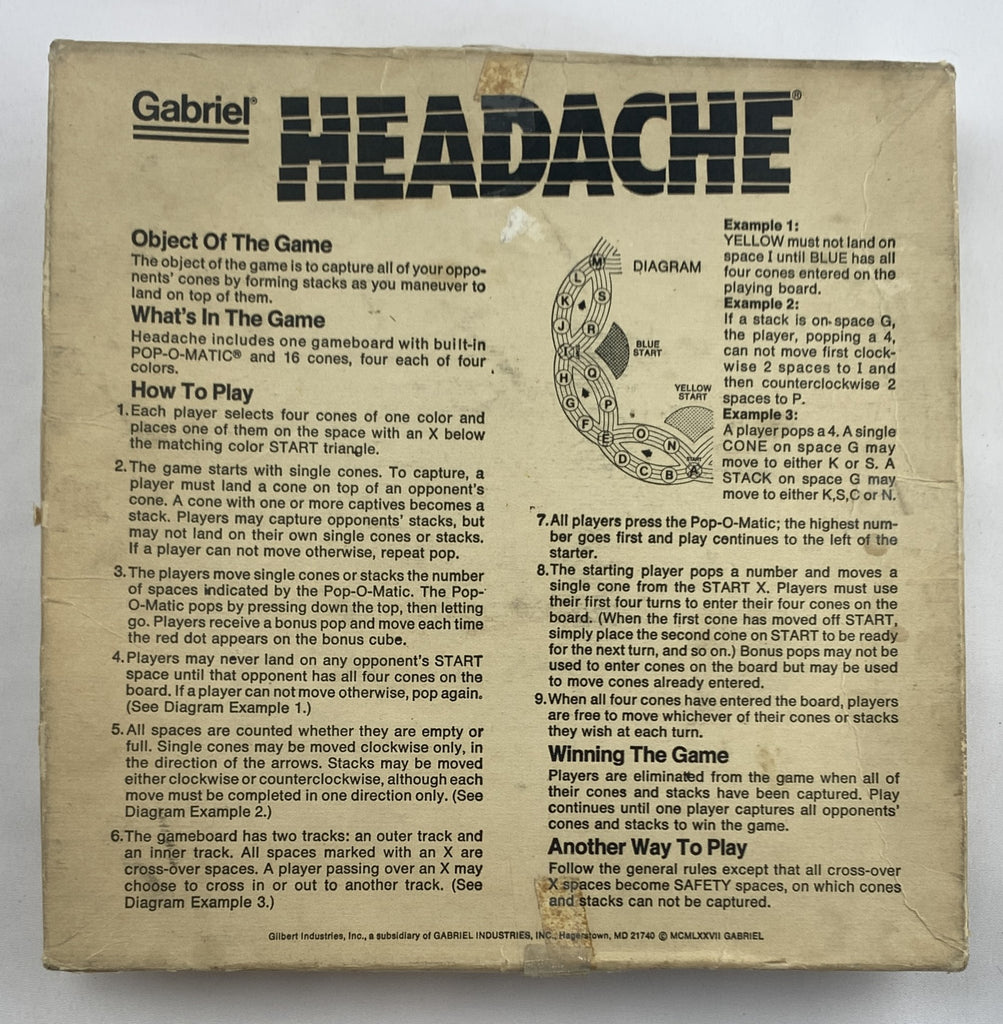 Gabriel®
HEADACHE®
Object Of The Game
The object of the game is to capture all of your oppo-
nents' cones by forming stacks as you maneuver to
land on top of them.
What's In The Game
Headache includes one gameboard with built-in
POP-O-MATIC® and 16 cones, four each of four
colors.
How To Play
1. Each player selects four cones of one color and
places one of them on the space with an X below
the matching color START triangle.
2. The game starts with single cones. To capture, a
player must land a cone on top of an opponent's
cone. A cone with one or more captives becomes a
stack. Players may capture opponents' stacks, but
may not land on their own single cones or stacks.
If a player can not move otherwise, repeat pop.
3. The players move single cones or stacks the number
of spaces indicated by the Pop-O-Matic. The Pop-
O-Matic pops by pressing down the top, then letting
go. Players receive a bonus pop and move each time
the red dot appears on the bonus cube.
4. Players may never land on any opponent's START
space until that opponent has all four cones on the
board. If a player can not move otherwise, pop again.
(See Diagram Example 1.)
5. All spaces are counted whether they are empty or
full. Single cones may be moved clockwise only, in
the direction of the arrows. Stacks may be moved
either clockwise or counterclockwise, although each
move must be completed in one direction only. (See
Diagram Example 2.)
6. The gameboard has two tracks: an outer track and
an inner track. All spaces marked with an X are
cross-over spaces. A player passing over an X may
choose to cross in or out to another track. (See
Diagram Example 3.)
DIAGRAM
M
L
K
S
J
R
I
BLUE
START
H
Q
G
P
YELLOW
START
F
E
O
N
D
C
B
A
Example 1:
YELLOW must not land on
space I until BLUE has all
four cones entered on the
playing board.
Example 2:
If a stack is on space G,
the player, popping a 4,
can not move first clock-
wise 2 spaces to I and
then counterclockwise 2
spaces to P.
Example 3:
A player pops a 4. A single
CONE on space G may
move to either K or S. A
STACK on space G may
move to either K,S,C or N.
7. All players press the Pop-O-Matic; the highest num-
ber goes first and play continues to the left of the
starter.
8. The starting player pops a number and moves a
single cone from the START X. Players must use
their first four turns to enter their four cones on the
board. (When the first cone has moved off START,
simply place the second cone on START to be ready
for the next turn, and so on.) Bonus pops may not be
used to enter cones on the board but may be used
to move cones already entered.
9. When all four cones have entered the board, players
are free to move whichever of their cones or stacks
they wish at each turn.
Winning The Game
Players are eliminated from the game when all of
their cones and stacks have been captured. Play
continues until one player captures all opponents'
cones and stacks to win the game.
Another Way To Play
Follow the general rules except that all cross-over
X spaces become SAFETY spaces, on which cones
and stacks can not be captured.
Gilbert Industries, Inc., a subsidiary of GABRIEL INDUSTRIES, INC., Hagerstown, MD 21740 © MCMLXXVII GABRIEL